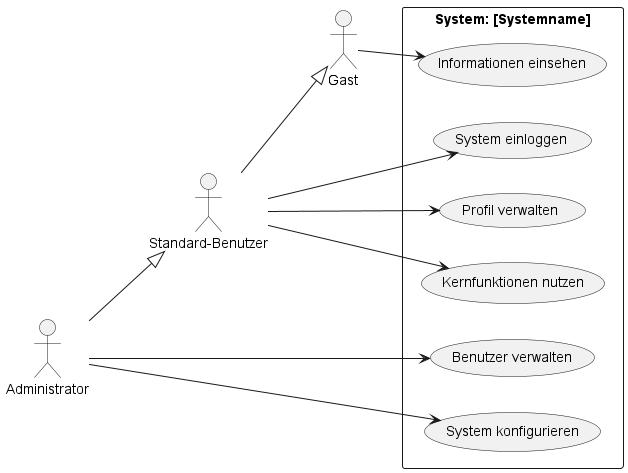 System: [Systemname]
Gast
Informationen einsehen
System einloggen
Profil verwalten
Standard-Benutzer
Kernfunktionen nutzen
Benutzer verwalten
Administrator
System konfigurieren